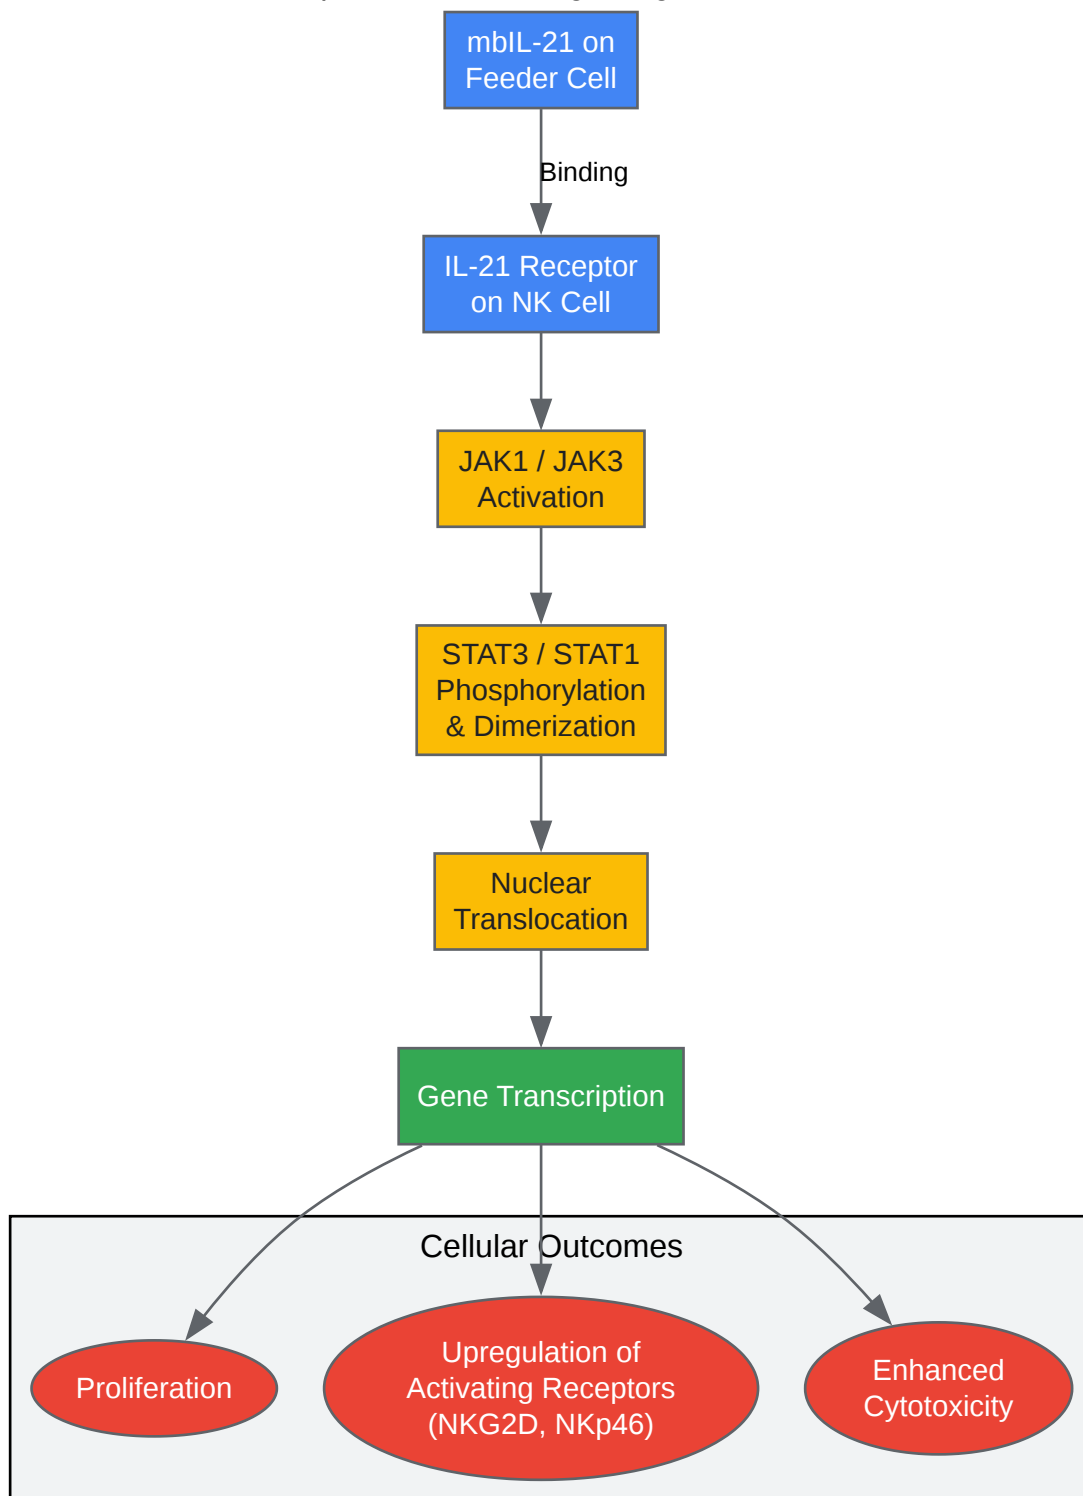 mbIL-21 on
Feeder Cell
Binding
IL-21 Receptor
on NK Cell
JAK1 / JAK3
Activation
STAT3 / STAT1
Phosphorylation
& Dimerization
Nuclear
Translocation
Gene Transcription
Cellular Outcomes
Proliferation
Upregulation of
Activating Receptors
(NKG2D, NKp46)
Enhanced
Cytotoxicity